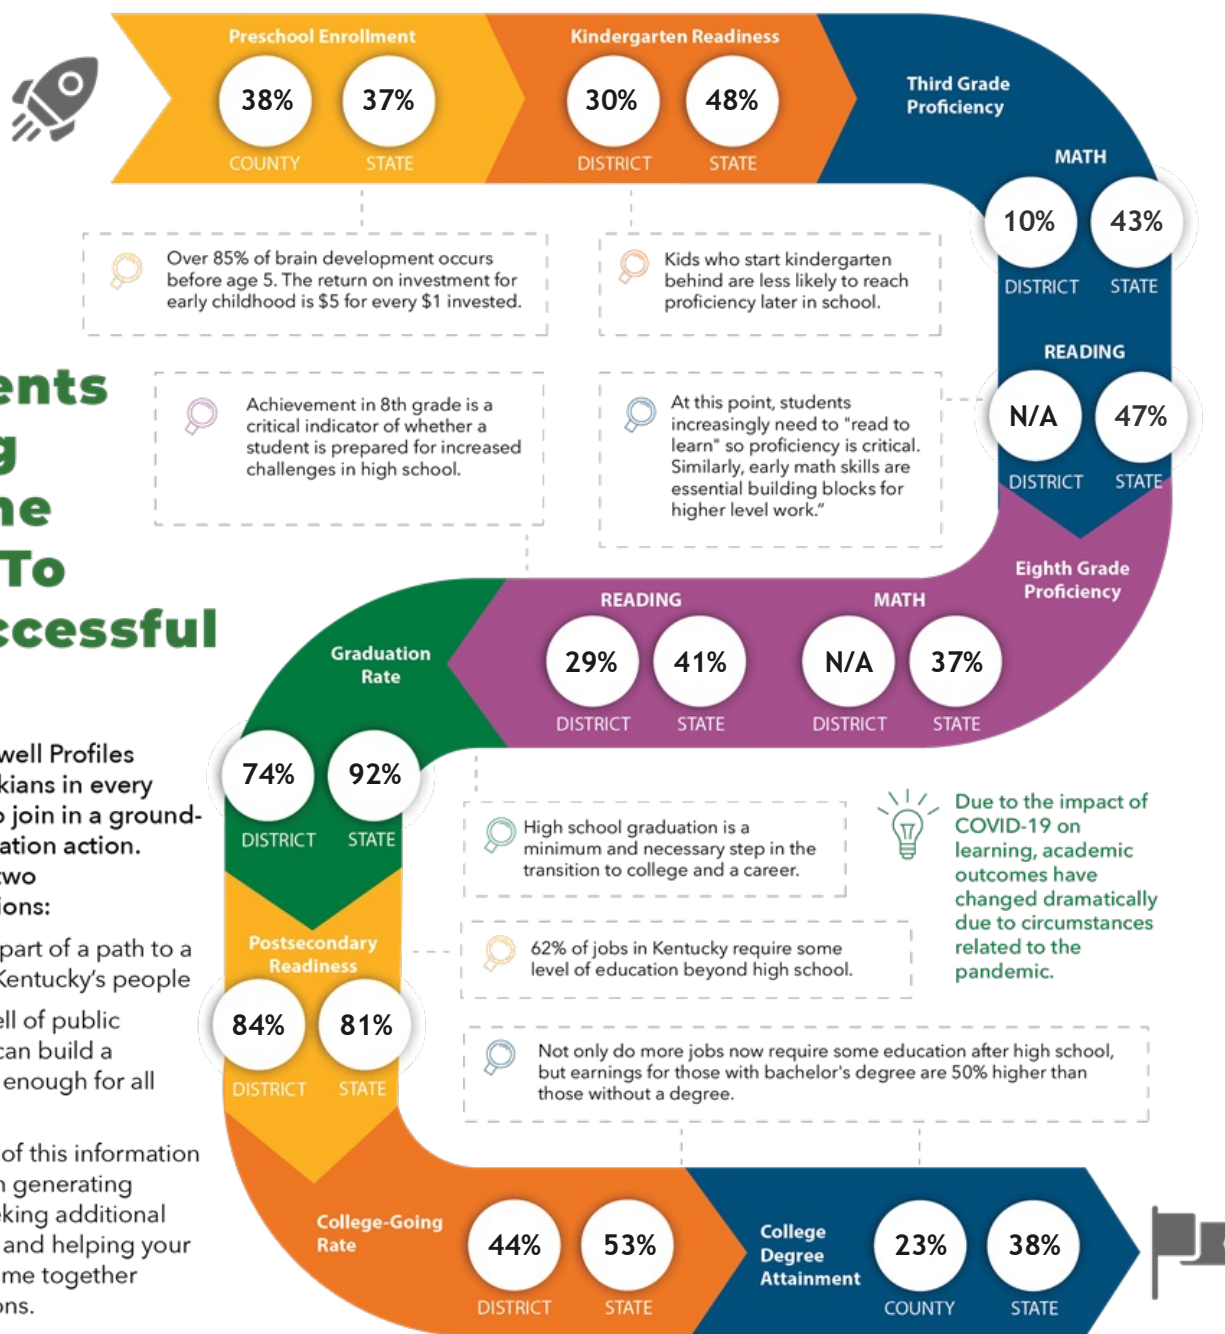 Preschool Enrollment
38% 37%
COUNTY STATE
Kindergarten Readiness
30% 48%
DISTRICT STATE
Third Grade
Proficiency
MATH
10% 43%
DISTRICT STATE
READING
N/A 47%
DISTRICT STATE
Over 85% of brain development occurs
before age 5. The return on investment for
early childhood is $5 for every $1 invested.
Kids who start kindergarten
behind are less likely to reach
proficiency later in school.
Achievement in 8th grade is a
critical indicator of whether a
student is prepared for increased
challenges in high school.
At this point, students
increasingly need to "read to
learn" so proficiency is critical.
Similarly, early math skills are
essential building blocks for
higher level work.”
ents
g
ne
To
ccessful
Eighth Grade
Proficiency
READING
29% 41%
DISTRICT STATE
MATH
N/A 37%
DISTRICT STATE
Graduation
Rate
74% 92%
DISTRICT STATE
well Profiles
kians in every
o join in a ground-
ation action.
two
ions:
part of a path to a
Kentucky’s people
ell of public
can build a
enough for all
of this information
n generating
eking additional
and helping your
me together
ons.
High school graduation is a
minimum and necessary step in the
transition to college and a career.
Due to the impact of
COVID-19 on
learning, academic
outcomes have
changed dramatically
due to circumstances
related to the
pandemic.
Postsecondary
Readiness
84% 81%
DISTRICT STATE
62% of jobs in Kentucky require some
level of education beyond high school.
Not only do more jobs now require some education after high school,
but earnings for those with bachelor's degree are 50% higher than
those without a degree.
College-Going
Rate
44% 53%
DISTRICT STATE
College
Degree
Attainment
23% 38%
COUNTY STATE